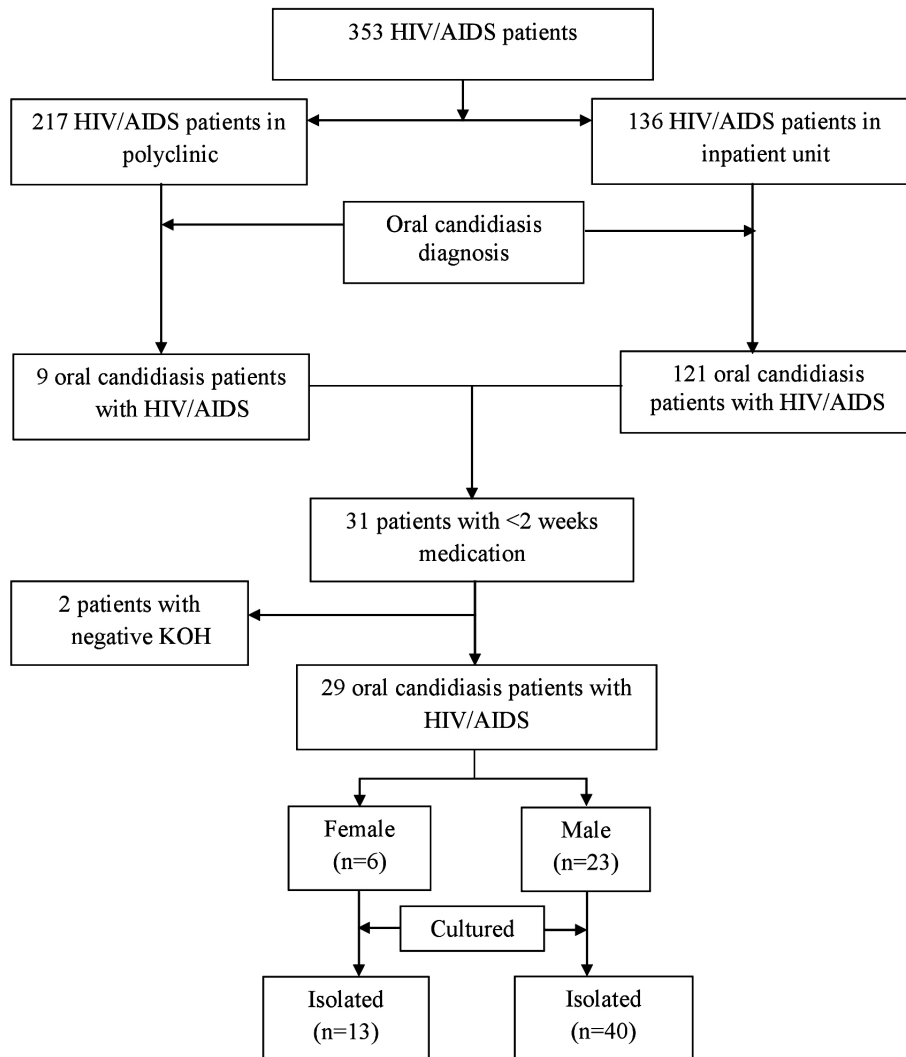 353 HIV/AIDS patients
217 HIV/AIDS patients in
polyclinic
136 HIV/AIDS patients in
inpatient unit
Oral candidiasis
diagnosis
9 oral candidiasis patients
with HIV/AIDS
121 oral candidiasis
patients with HIV/AIDS
31 patients with <2 weeks
medication
2 patients with
negative KOH
29 oral candidiasis patients with
HIV/AIDS
Female
(n=6)
Male
(n=23)
Cultured
Isolated
(n=13)
Isolated
(n=40)